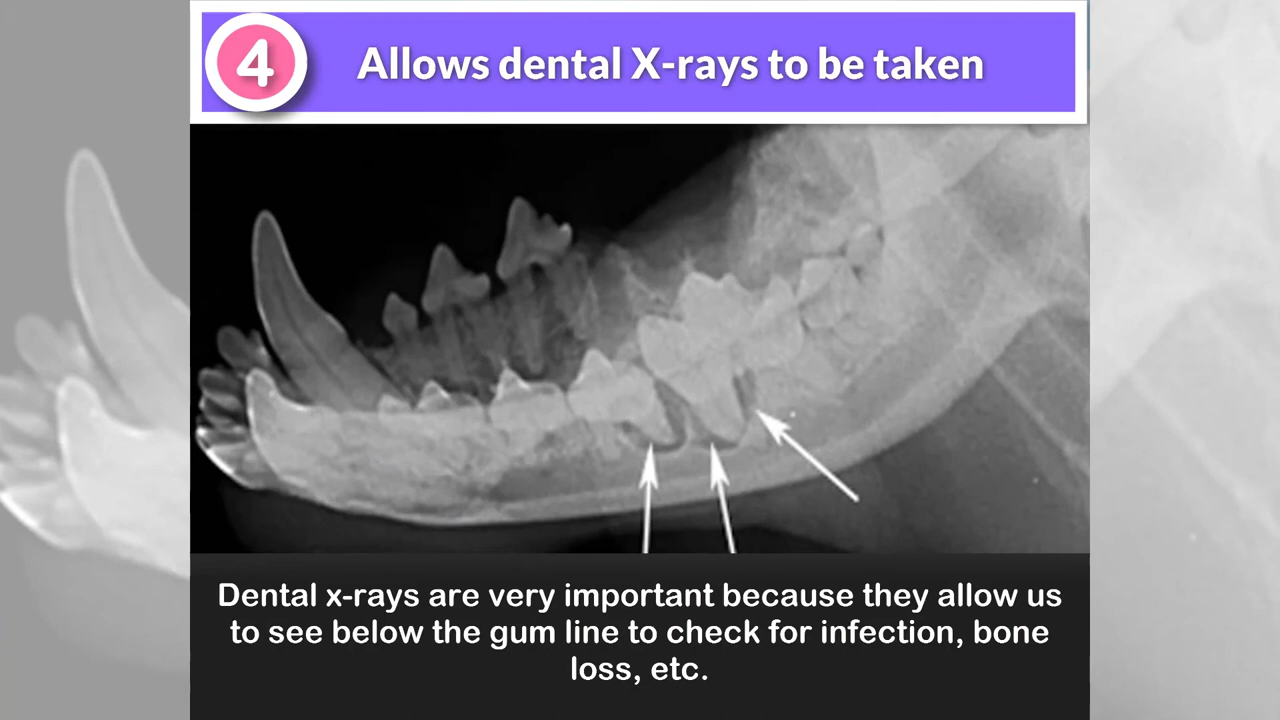 4
Allows dental X-rays to be taken
Dental x-rays are very important because they allow us
to see below the gum line to check for infection, bone
loss, etc.